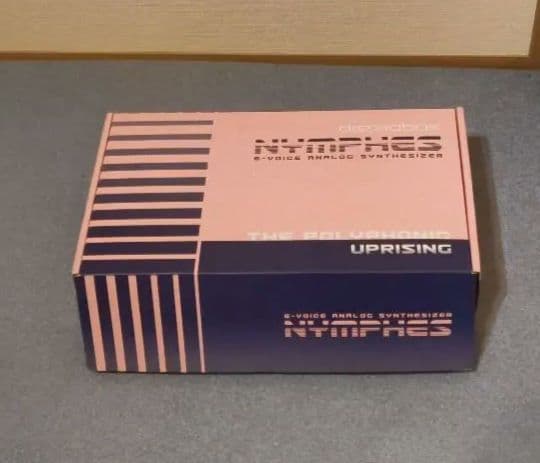 dreadbox
NYMPHES
6-VOICE ANALOG SYNTHESIZER
THE POLYPHONIC
UPRISING
6-VOICE ANALOG SYNTHESIZER
NYMPHES